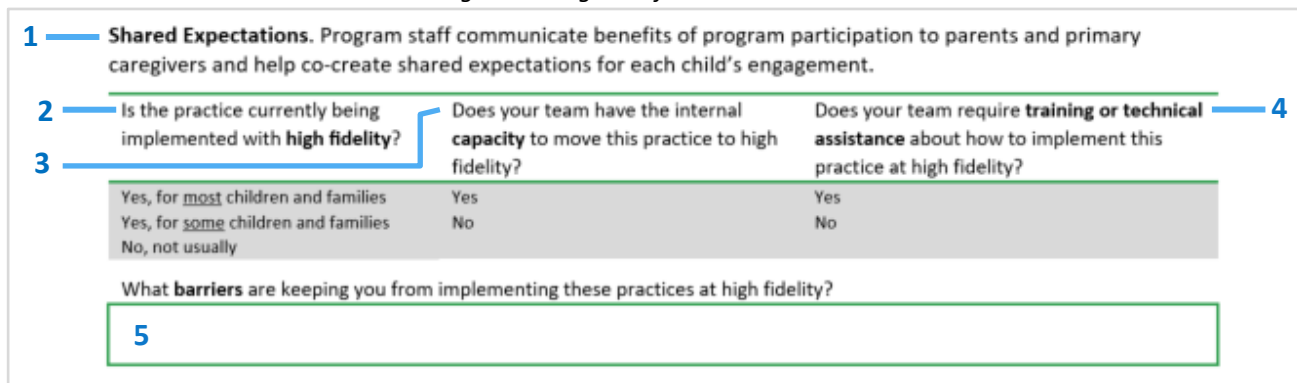 1 Shared Expectations. Program staff communicate benefits of program participation to parents and primary
caregivers and help co-create shared expectations for each child's engagement.
2 Is the practice currently being
implemented with high fidelity?
3 Does your team have the internal
capacity to move this practice to high
fidelity?
Does your team require training or technical 4
assistance about how to implement this
practice at high fidelity?
Yes, for most children and families
Yes, for some children and families
No, not usually
Yes
No
Yes
No
What barriers are keeping you from implementing these practices at high fidelity?
5